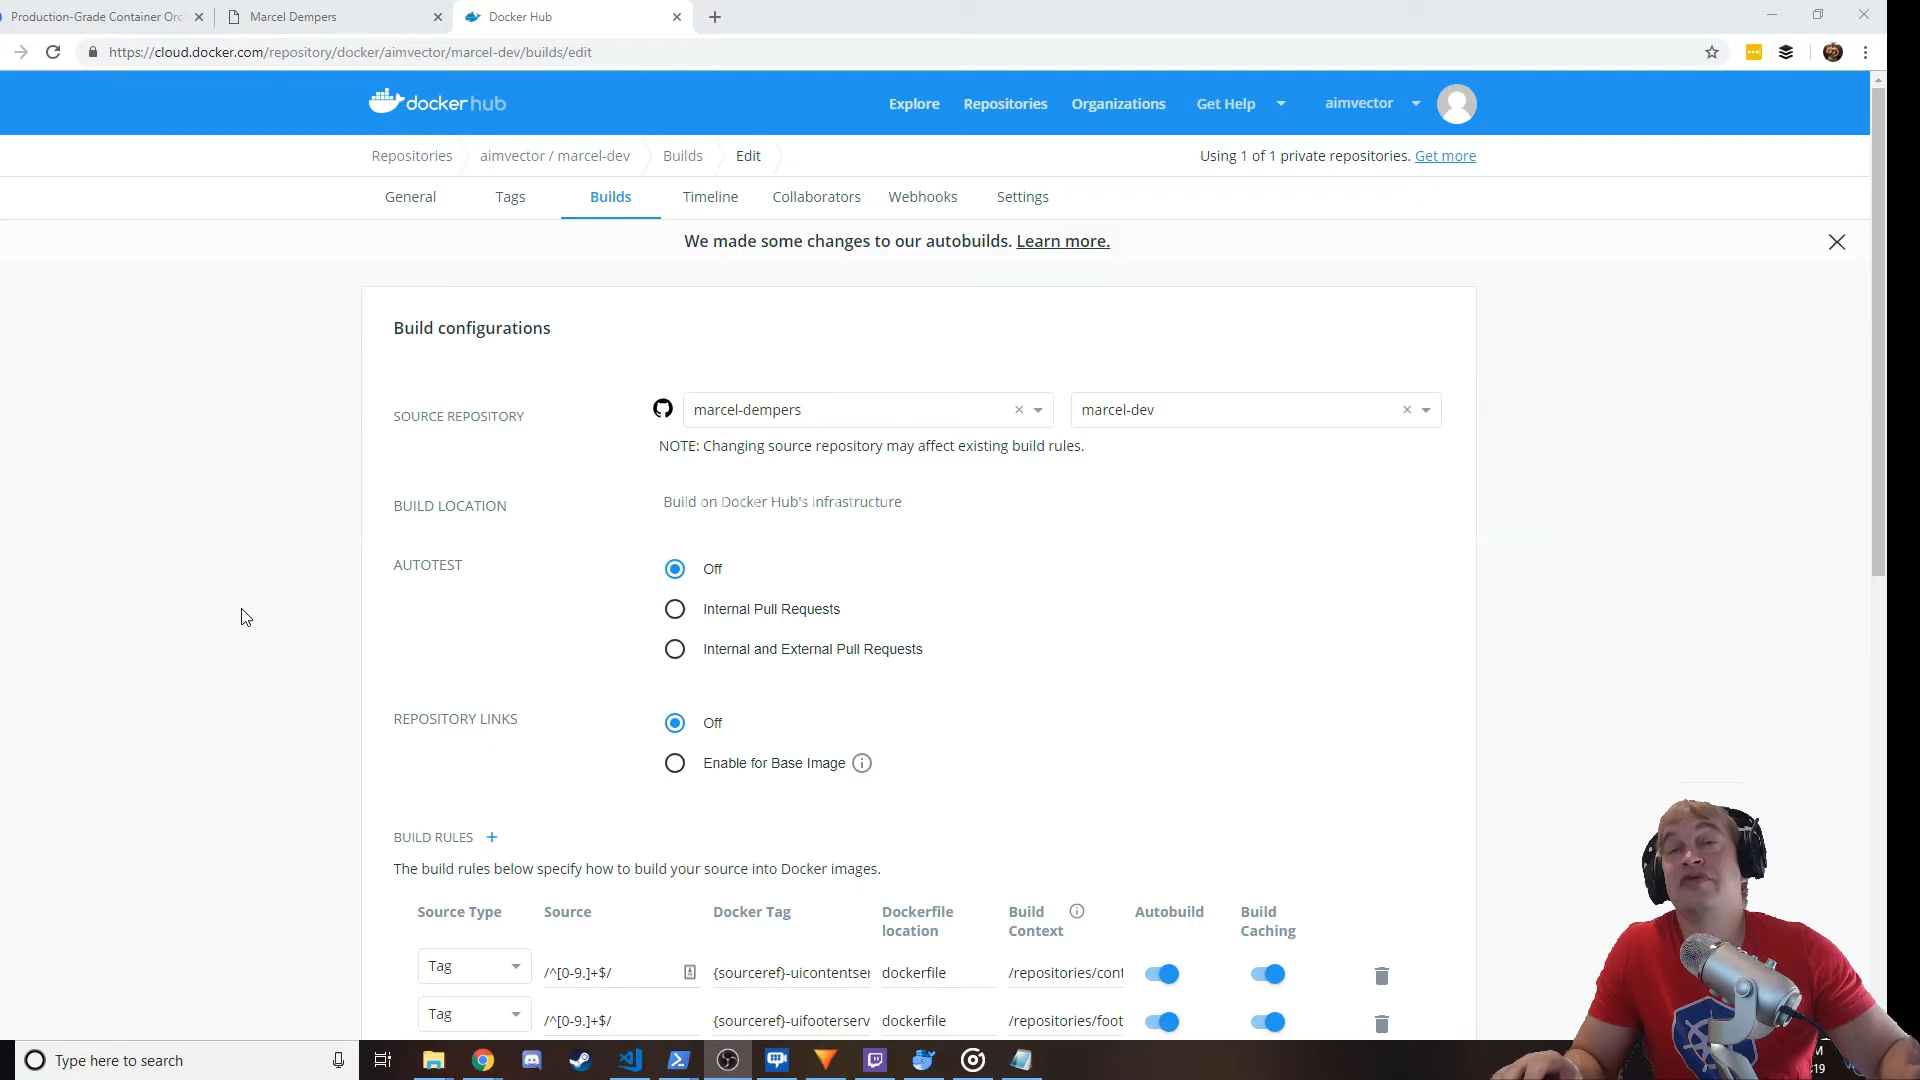 Production-Grade Container Orc
Marcel Dempers
Docker Hub
https://cloud.docker.com/repository/docker/aimvector/marcel-dev/builds/edit
dockerhub
Explore
Repositories
Organizations
Get Help
aimvector
Repositories
aimvector / marcel-dev
Builds
Edit
Using 1 of 1 private repositories. Get more
General
Tags
Builds
Timeline
Collaborators
Webhooks
Settings
We made some changes to our autobuilds. Learn more.
Build configurations
SOURCE REPOSITORY
marcel-dempers
marcel-dev
NOTE: Changing source repository may affect existing build rules.
BUILD LOCATION
Build on Docker Hub's infrastructure
AUTOTEST
Off
Internal Pull Requests
Internal and External Pull Requests
REPOSITORY LINKS
Off
Enable for Base Image
BUILD RULES +
The build rules below specify how to build your source into Docker images.
Source Type
Source
Docker Tag
Dockerfile location
Build Context
Autobuild
Build Caching
Tag
/^[0-9.]+$/
{sourceref}-uicontentser
dockerfile
/repositories/cont
Tag
/^[0-9.]+$/
{sourceref}-uifooterserv
dockerfile
/repositories/foot
Type here to search